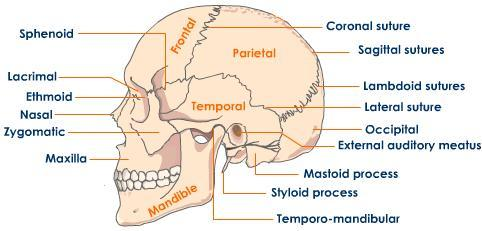 Sphenoid
Lacrimal
Ethmoid
Nasal
Zygomatic
Maxilla
Frontal
Parietal
Temporal
Mandible
Coronal suture
Sagittal sutures
Lambdoid sutures
Lateral suture
Occipital
External auditory meatus
Mastoid process
Styloid process
Temporo-mandibular